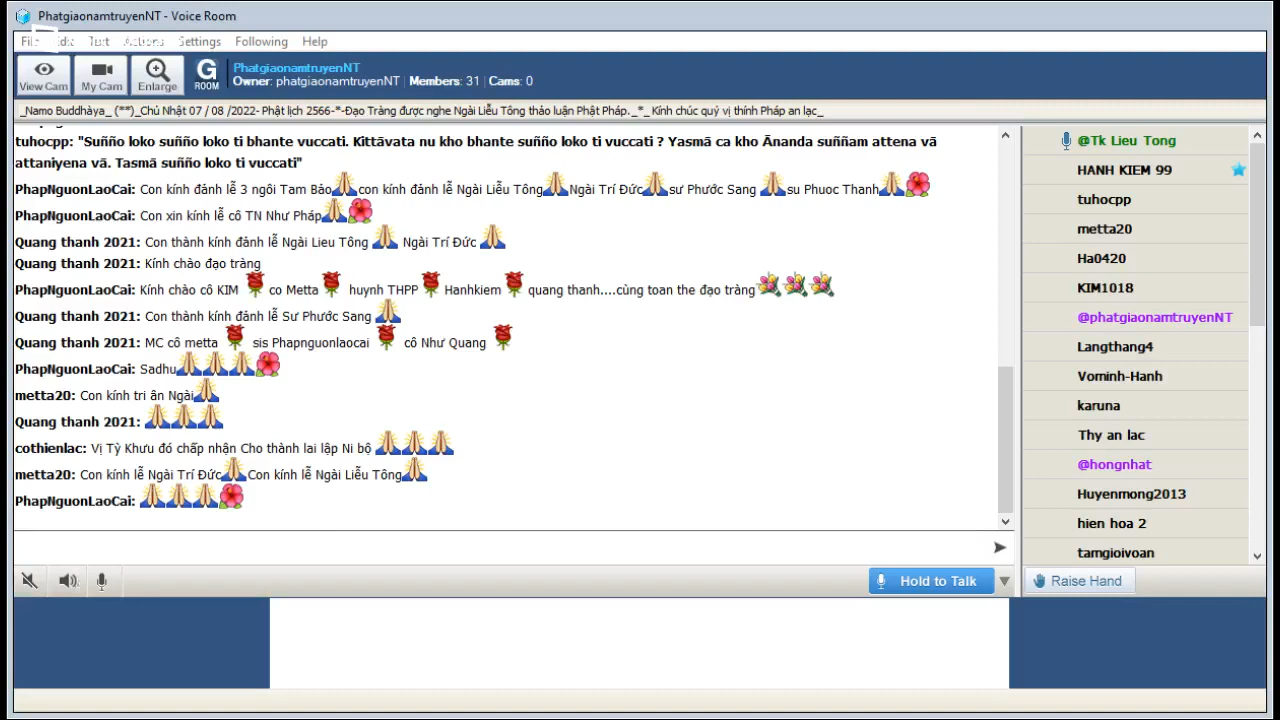 PhatgiaonamtruyenNT - Voice Room
Text Actions Settings Following Help
View Cam
My Cam
Enlarge
G
ROOM
PhatgiaonamtruyenNT
Owner: phatgiaonamtruyenNT | Members: 31 | Cams: 0
_Namo Buddhàya_ (**)_Chủ Nhật 07 / 08 /2022- Phật lịch 2566-*-Đạo Tràng được nghe Ngài Liễu Tông thảo luận Phật Pháp._*_ Kính chúc quý vị thính Pháp an lạc_
tuhocpp: "Suñño loko suñño loko ti bhante vuccati. Kittāvata nu kho bhante suñño loko ti vuccati ? Yasmā ca kho Ānanda suññam attena vā
attaniyena vā. Tasmā suñño loko ti vuccati"
PhapNguonLaoCai: Con kính đảnh lễ 3 ngôi Tam Bảo🙏con kính đảnh lễ Ngài Liễu Tông🙏Ngài Trí Đức🙏sư Phước Sang 🙏su Phuoc Thanh🙏🌺
PhapNguonLaoCai: Con xin kính lễ cô TN Như Pháp🙏🌺
Quang thanh 2021: Con thành kính đảnh lễ Ngài Lieu Tông 🙏 Ngài Trí Đức 🙏
Quang thanh 2021: Kính chào đạo tràng
PhapNguonLaoCai: Kính chào cô KIM 🌹 co Metta🌹 huynh THPP🌹 Hanhkiem🌹 quang thanh....cùng toan the đạo tràng💐💐💐
Quang thanh 2021: Con thành kính đảnh lễ Sư Phước Sang 🙏
Quang thanh 2021: MC cô metta 🌹 sis Phapnguonlaocai 🌹 cô Như Quang 🌹
PhapNguonLaoCai: Sadhu🙏🙏🙏🌺
metta20: Con kính tri ân Ngài🙏
Quang thanh 2021: 🙏🙏🙏
cothienlac: Vị Tỳ Khưu đó chấp nhận Cho thành lai lập Ni bộ 🙏🙏🙏
metta20: Con kính lễ Ngài Trí Đức🙏Con kính lễ Ngài Liễu Tông🙏
PhapNguonLaoCai: 🙏🙏🙏🌺
Hold to Talk
@Tk Lieu Tong
HANH KIEM 99
tuhocpp
metta20
Ha0420
KIM1018
@phatgiaonamtruyenNT
Langthang4
Vominh-Hanh
karuna
Thy an lac
@hongnhat
Huyenmong2013
hien hoa 2
tamgioivoan
Raise Hand